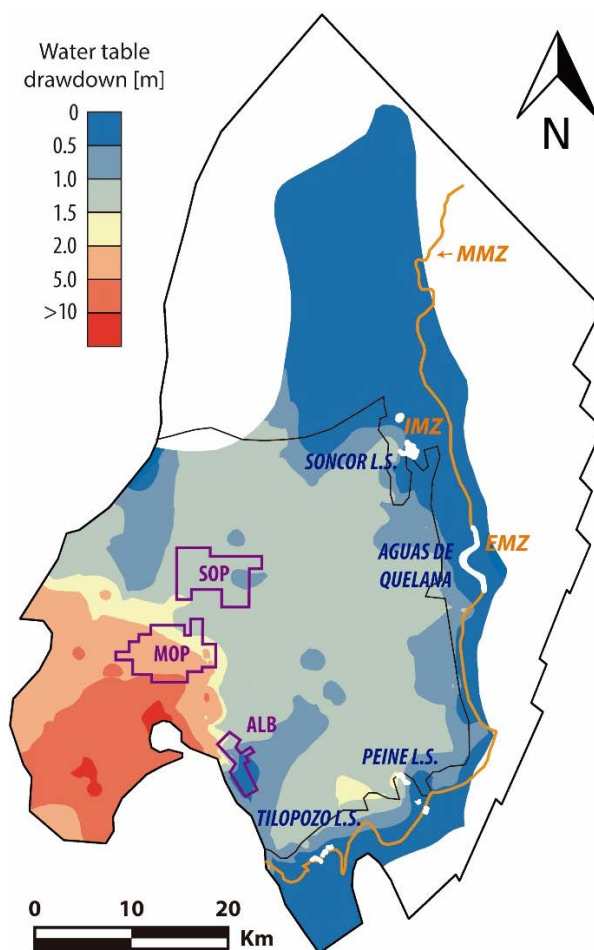 Water table
drawdown [m]
0
0.5
1.0
1.5
2.0
5.0
>10
N
MMZ
IMZ
SONCOR L.S.
EMZ
AGUAS DE
QUELANA
SOP
MOP
ALB
PEINE L.S.
TILOPOZO L.S.
0 10 20
Km